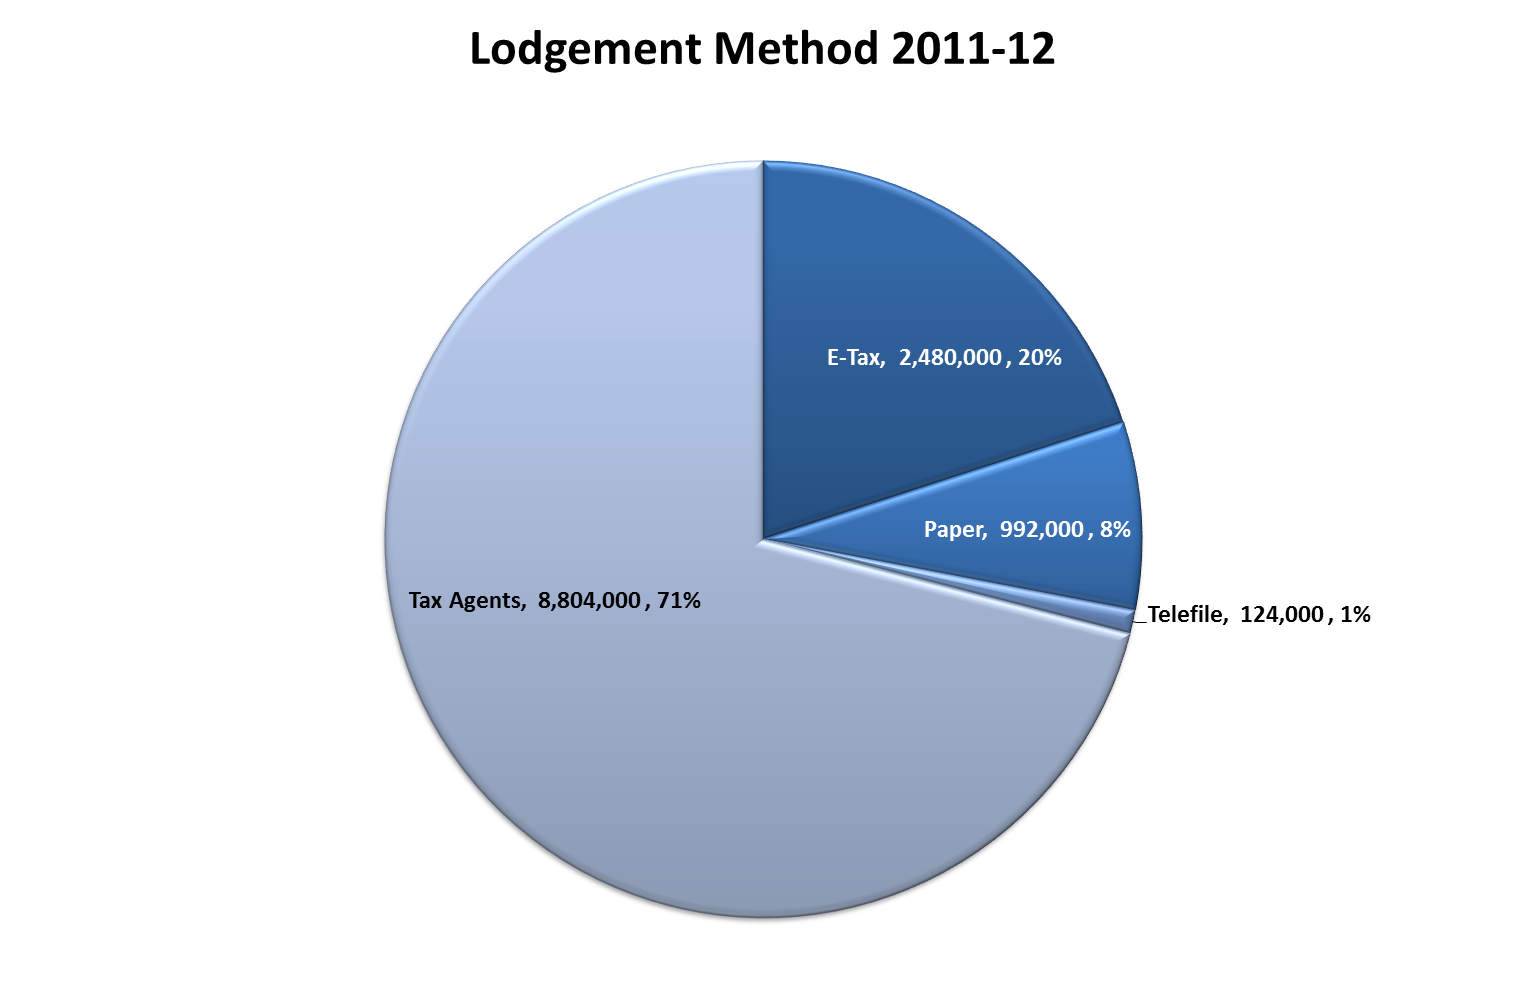 Lodgement Method 2011-12
E-Tax, 2,480,000 , 20%
Paper, 992,000 , 8%
Tax Agents, 8,804,000 , 71%
Telefile, 124,000 , 1%